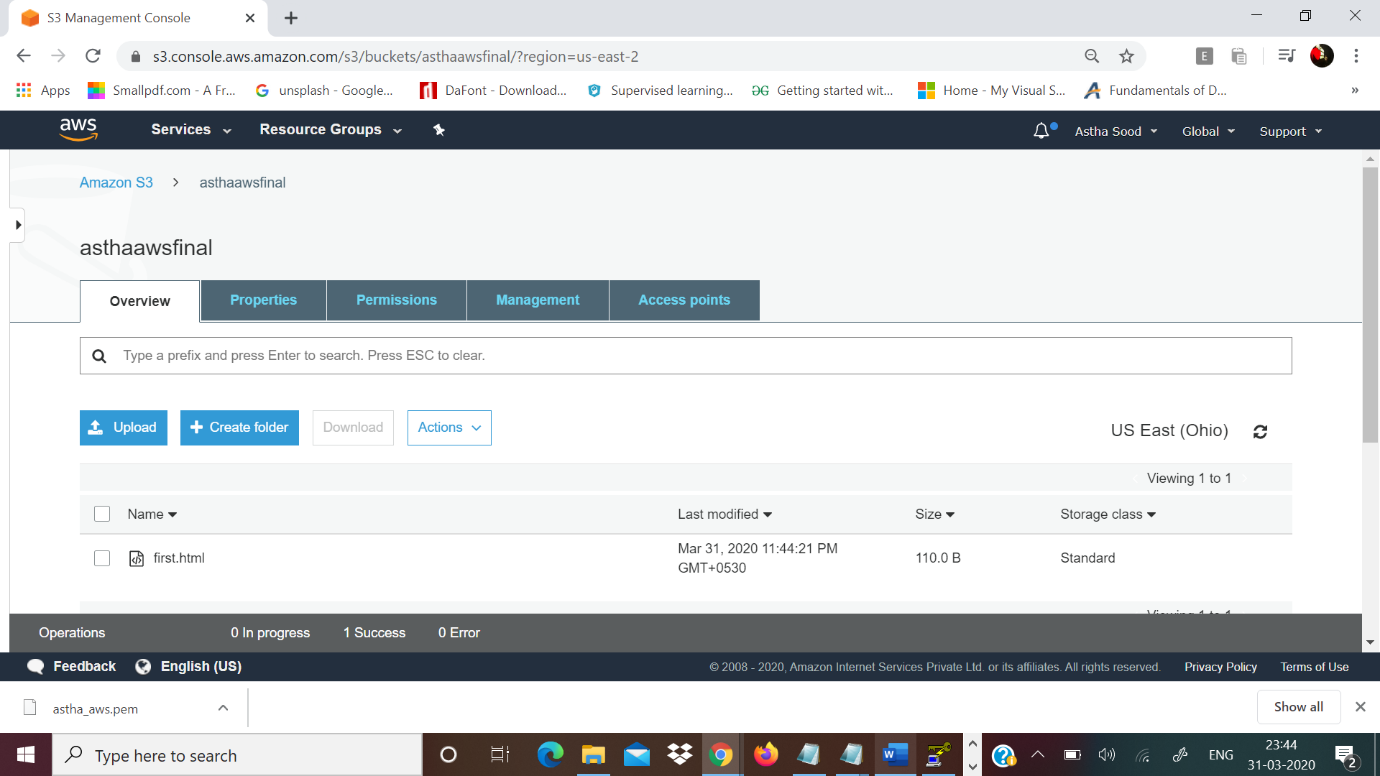 S3 Management Console
s3.console.aws.amazon.com/s3/buckets/asthaawsfinal/?region=us-east-2
E
Apps
Smallpdf.com - A Fr...
unsplash - Google...
DaFont - Download...
Supervised learning...
Getting started wit...
Home - My Visual S...
Fundamentals of D...
»
aws
Services
Resource Groups
Astha Sood
Global
Support
Amazon S3 > asthaawsfinal
asthaawsfinal
Overview
Properties
Permissions
Management
Access points
Type a prefix and press Enter to search. Press ESC to clear.
Upload
+ Create folder
Download
Actions
US East (Ohio)
Viewing 1 to 1
Name
Last modified
Size
Storage class
first.html
Mar 31, 2020 11:44:21 PM
GMT+0530
110.0 B
Standard
Viewing 1 to 1
Operations
0 In progress
1 Success
0 Error
Feedback
English (US)
© 2008 - 2020, Amazon Internet Services Private Ltd. or its affiliates. All rights reserved.
Privacy Policy
Terms of Use
astha_aws.pem
Show all
Type here to search
ENG
23:44
31-03-2020
2